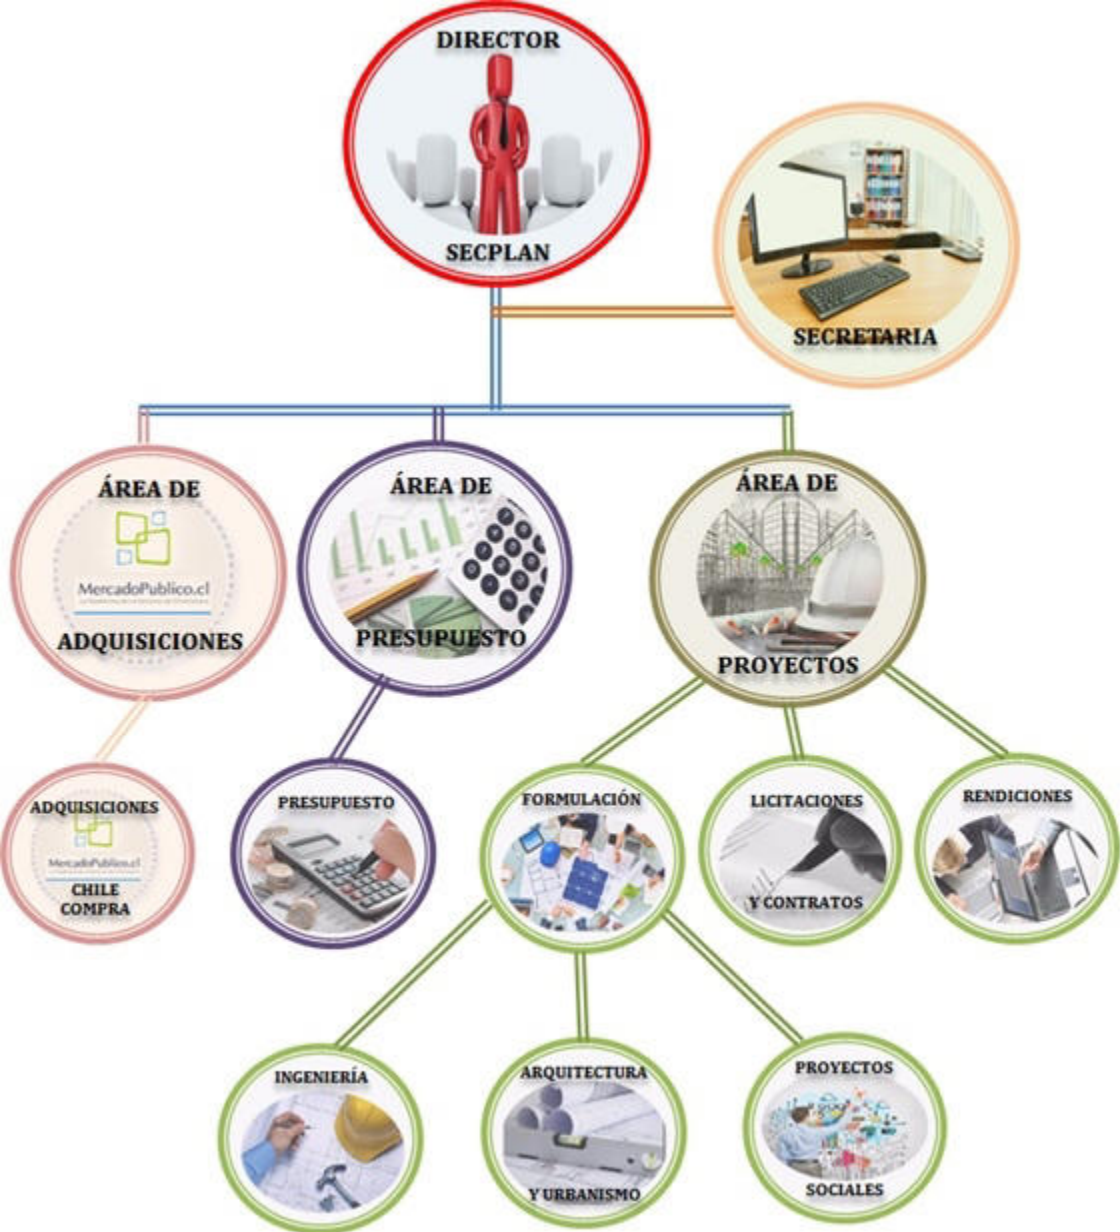 DIRECTOR
SECPLAN
SECRETARIA
ÁREA DE
MercadoPublico.cl
ADQUISICIONES
ÁREA DE
PRESUPUESTO
ÁREA DE
PROYECTOS
ADQUISICIONES
MercadoPublico.cl
CHILE
COMPRA
PRESUPUESTO
FORMULACIÓN
LICITACIONES
Y CONTRATOS
RENDICIONES
INGENIERÍA
ARQUITECTURA
Y URBANISMO
PROYECTOS
SOCIALES